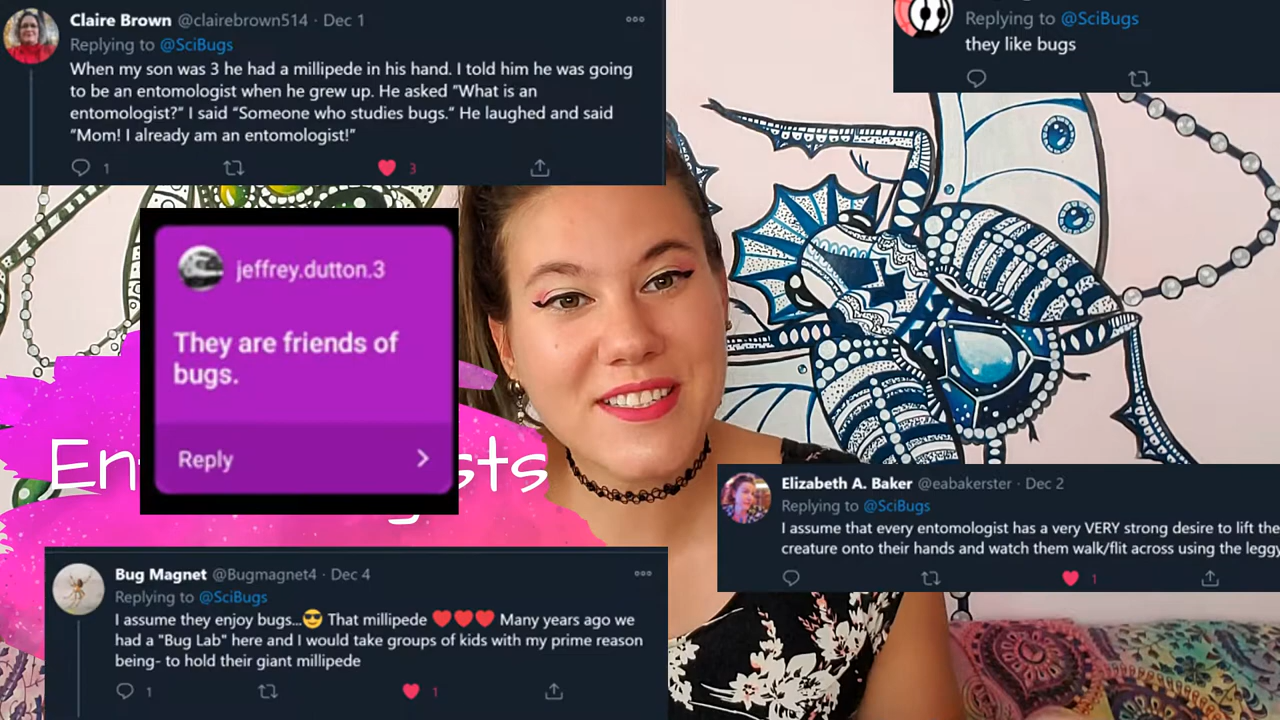 Claire Brown @clairebrown514 · Dec 1
Replying to @SciBugs
When my son was 3 he had a millipede in his hand. I told him he was going
to be an entomologist when he grew up. He asked "What is an
entomologist?" I said "Someone who studies bugs." He laughed and said
"Mom! I already am an entomologist!"
1 3
Replying to @SciBugs
they like bugs
jeffrey.dutton.3
They are friends of
bugs.
Reply
Elizabeth A. Baker @eabakerster · Dec 2
Replying to @SciBugs
I assume that every entomologist has a very VERY strong desire to lift the
creature onto their hands and watch them walk/flit across using the leggy
1
Bug Magnet @Bugmagnet4 · Dec 4
Replying to @SciBugs
I assume they enjoy bugs...😎 That millipede ❤️❤️❤️ Many years ago we
had a "Bug Lab" here and I would take groups of kids with my prime reason
being- to hold their giant millipede
1 1